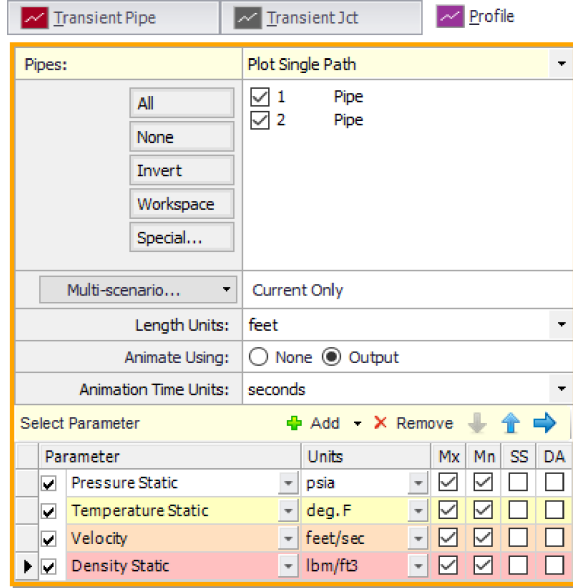 Transient Pipe Transient Jct Profile
Pipes: Plot Single Path
All 1 Pipe
None 2 Pipe
Invert
Workspace
Special...
Multi-scenario... Current Only
Length Units: feet
Animate Using: None Output
Animation Time Units: seconds
Select Parameter Add Remove
Parameter Units Mx Mn SS DA
Pressure Static psia
Temperature Static deg. F
Velocity feet/sec
Density Static lbm/ft3